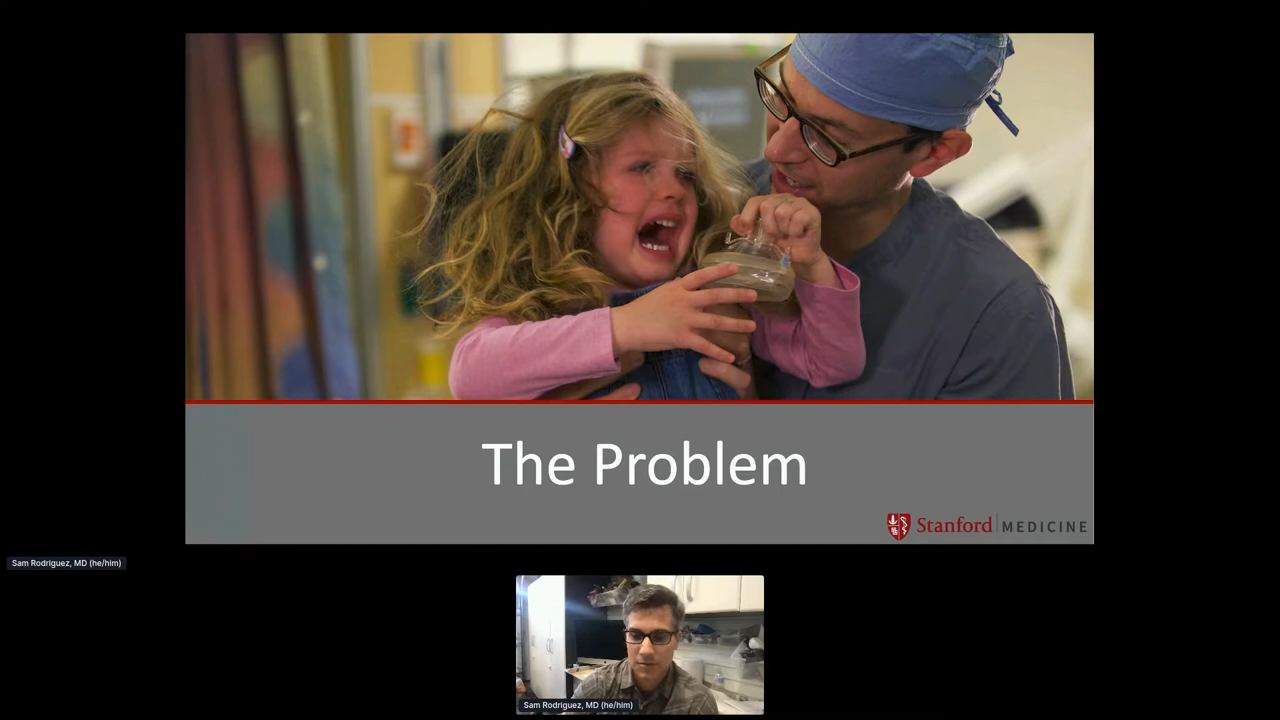 The Problem
Stanford MEDICINE
Sam Rodriguez, MD (he/him)
Sam Rodriguez, MD (he/him)